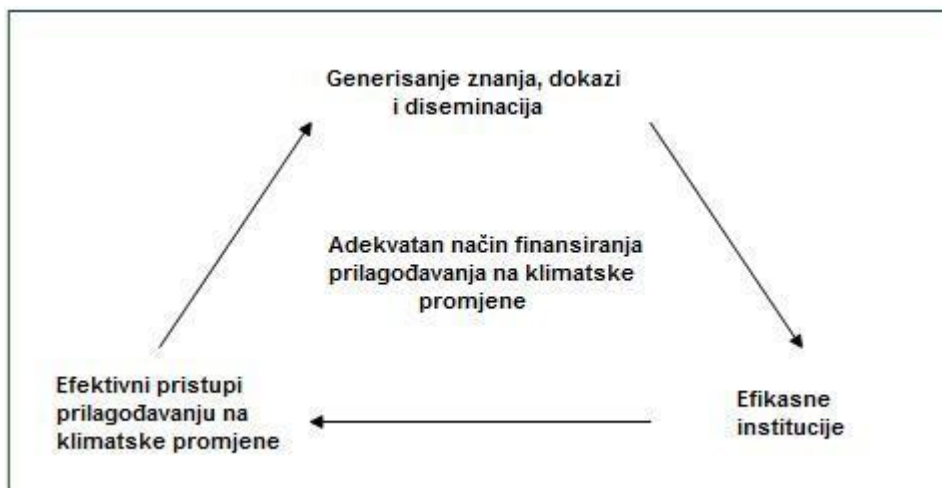 Generisanje znanja, dokazi
i diseminacija
Adekvatan način finansiranja
prilagođavanja na klimatske
promjene
Efektivni pristupi
prilagođavanju na
klimatske promjene
Efikasne
institucije